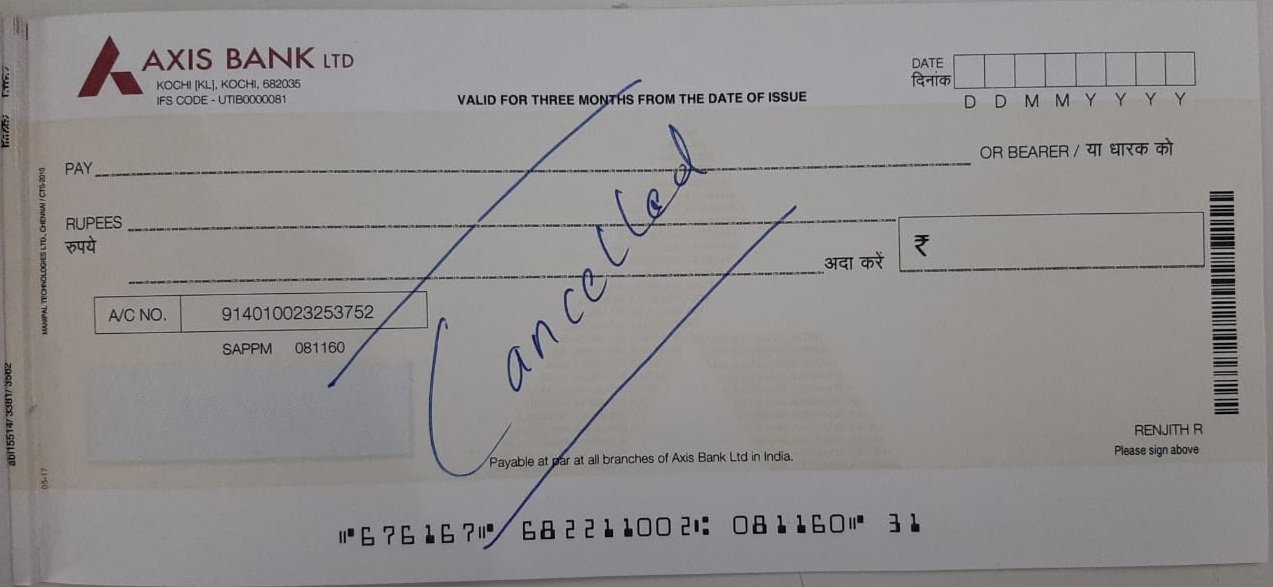 AXIS BANK LTD
KOCHI [KL], KOCHI, 682035
IFS CODE - UTIB0000081
VALID FOR THREE MONTHS FROM THE DATE OF ISSUE
DATE
दिनांक
D D M M Y Y Y Y
PAY
OR BEARER / या धारक को
RUPEES
रुपये
अदा करें
₹
A/C NO. 914010023253752
SAPPM 081160
Cancelled
RENJITH R
Please sign above
Payable at par at all branches of Axis Bank Ltd in India.
MANIPAL TECHNOLOGIES LTD., CHENNAI / CTS-2010
05-17
⑈676167⑈ 682211002⑆ 081160⑈ 31